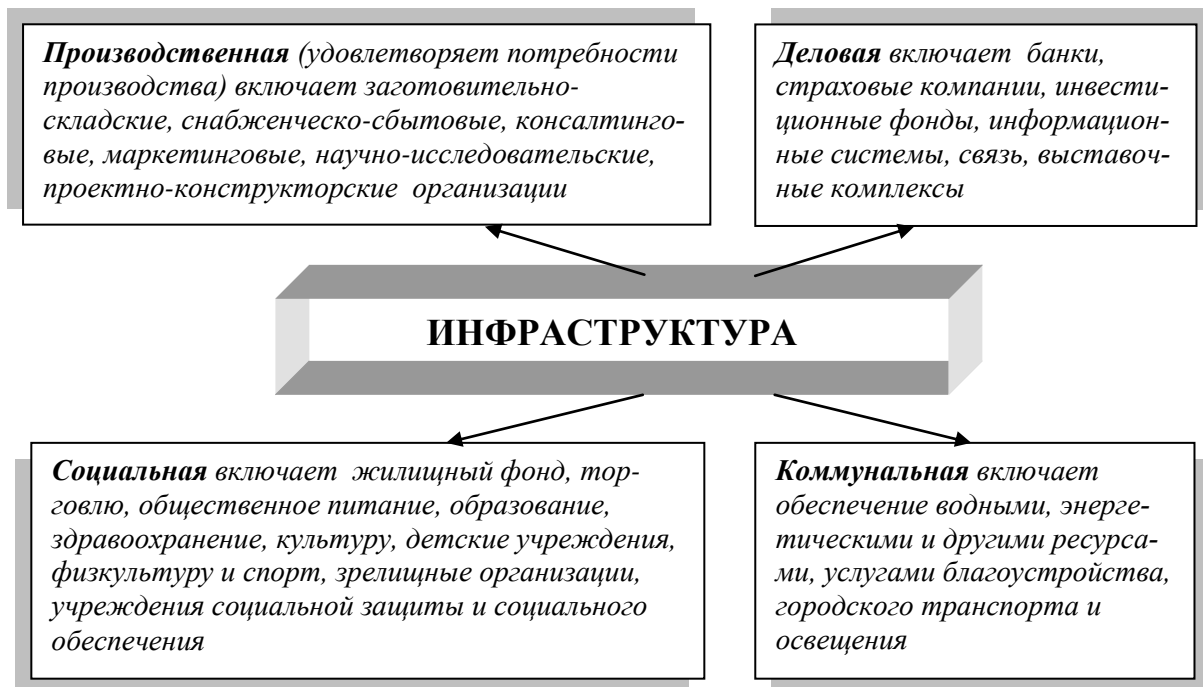 Производственная (удовлетворяет потребности
производства) включает заготовительно-
складские, снабженческо-сбытовые, консалтинго-
вые, маркетинговые, научно-исследовательские,
проектно-конструкторские организации
Деловая включает банки,
страховые компании, инвести-
ционные фонды, информацион-
ные системы, связь, выставоч-
ные комплексы
ИНФРАСТРУКТУРА
Социальная включает жилищный фонд, тор-
говлю, общественное питание, образование,
здравоохранение, культуру, детские учреждения,
физкультуру и спорт, зрелищные организации,
учреждения социальной защиты и социального
обеспечения
Коммунальная включает
обеспечение водными, энерге-
тическими и другими ресурса-
ми, услугами благоустройства,
городского транспорта и
освещения